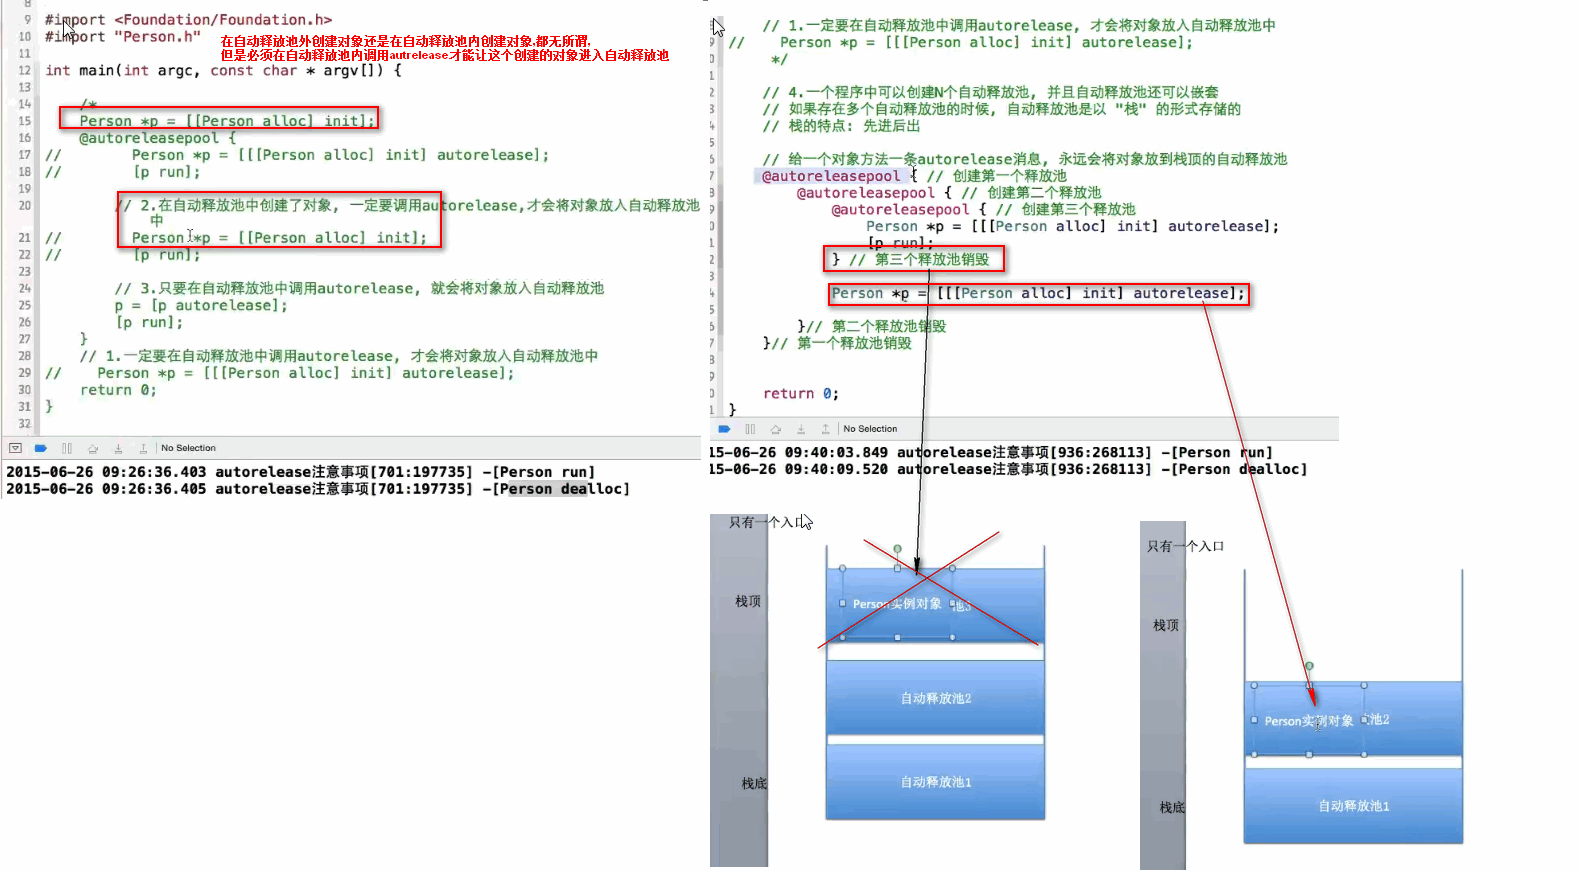 8
9 #import <Foundation/Foundation.h>
10 #import "Person.h"
在自动释放池外创建对象还是在自动释放池内创建对象,都无所谓,
但是必须在自动释放池内调用autrelease才能让这个创建的对象进入自动释放池
11
12 int main(int argc, const char * argv[]) {
13
14 /*
15 Person *p = [[Person alloc] init];
16 @autoreleasepool {
17 // Person *p = [[[Person alloc] init] autorelease];
18 // [p run];
19
20 // 2.在自动释放池中创建了对象, 一定要调用autorelease,才会将对象放入自动释放池
中
21 // Person *p = [[Person alloc] init];
22 // [p run];
23
24 // 3.只要在自动释放池中调用autorelease, 就会将对象放入自动释放池
25 p = [p autorelease];
26 [p run];
27 }
28 // 1.一定要在自动释放池中调用autorelease, 才会将对象放入自动释放池中
29 // Person *p = [[[Person alloc] init] autorelease];
30 return 0;
31 }
32
No Selection
2015-06-26 09:26:36.403 autorelease注意事项[701:197735] -[Person run]
2015-06-26 09:26:36.405 autorelease注意事项[701:197735] -[Person dealloc]
// 1.一定要在自动释放池中调用autorelease, 才会将对象放入自动释放池中
// Person *p = [[[Person alloc] init] autorelease];
*/
// 4.一个程序中可以创建N个自动释放池, 并且自动释放池还可以嵌套
// 如果存在多个自动释放池的时候, 自动释放池是以 "栈" 的形式存储的
// 栈的特点: 先进后出
// 给一个对象方法一条autorelease消息, 永远会将对象放到栈顶的自动释放池
@autoreleasepool { // 创建第一个释放池
@autoreleasepool { // 创建第二个释放池
@autoreleasepool { // 创建第三个释放池
Person *p = [[[Person alloc] init] autorelease];
[p run];
} // 第三个释放池销毁
Person *p = [[[Person alloc] init] autorelease];
}// 第二个释放池销毁
}// 第一个释放池销毁
return 0;
}
No Selection
15-06-26 09:40:03.849 autorelease注意事项[936:268113] -[Person run]
15-06-26 09:40:09.520 autorelease注意事项[936:268113] -[Person dealloc]
只有一个入口
栈顶
Person实例对象 池3
自动释放池2
栈底
自动释放池1
只有一个入口
栈顶
Person实例对象 池2
栈底
自动释放池1